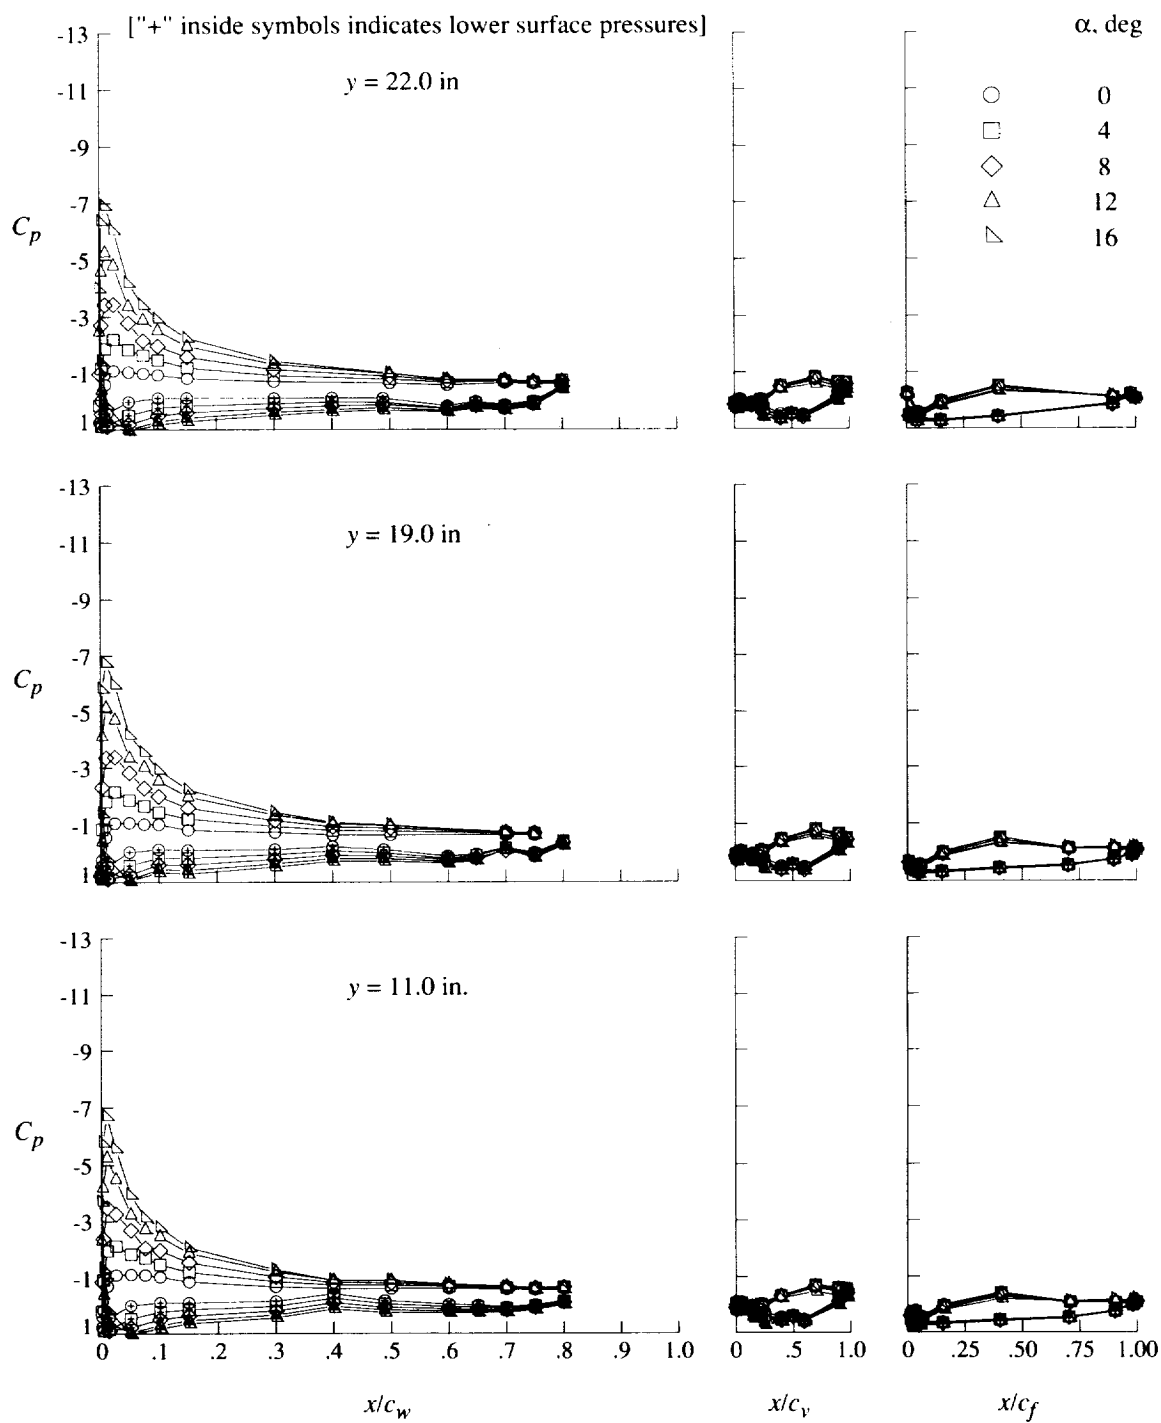 ["+" inside symbols indicates lower surface pressures]
α, deg
y = 22.0 in
0
4
8
12
16
-13
-11
-9
-7
-5
-3
-1
1
Cp
y = 19.0 in
-13
-11
-9
-7
-5
-3
-1
1
Cp
y = 11.0 in.
-13
-11
-9
-7
-5
-3
-1
1
Cp
0 .1 .2 .3 .4 .5 .6 .7 .8 1.0
0 .5 1.0
0 .25 .50 .75 1.00
x/cw
x/cv
x/cf